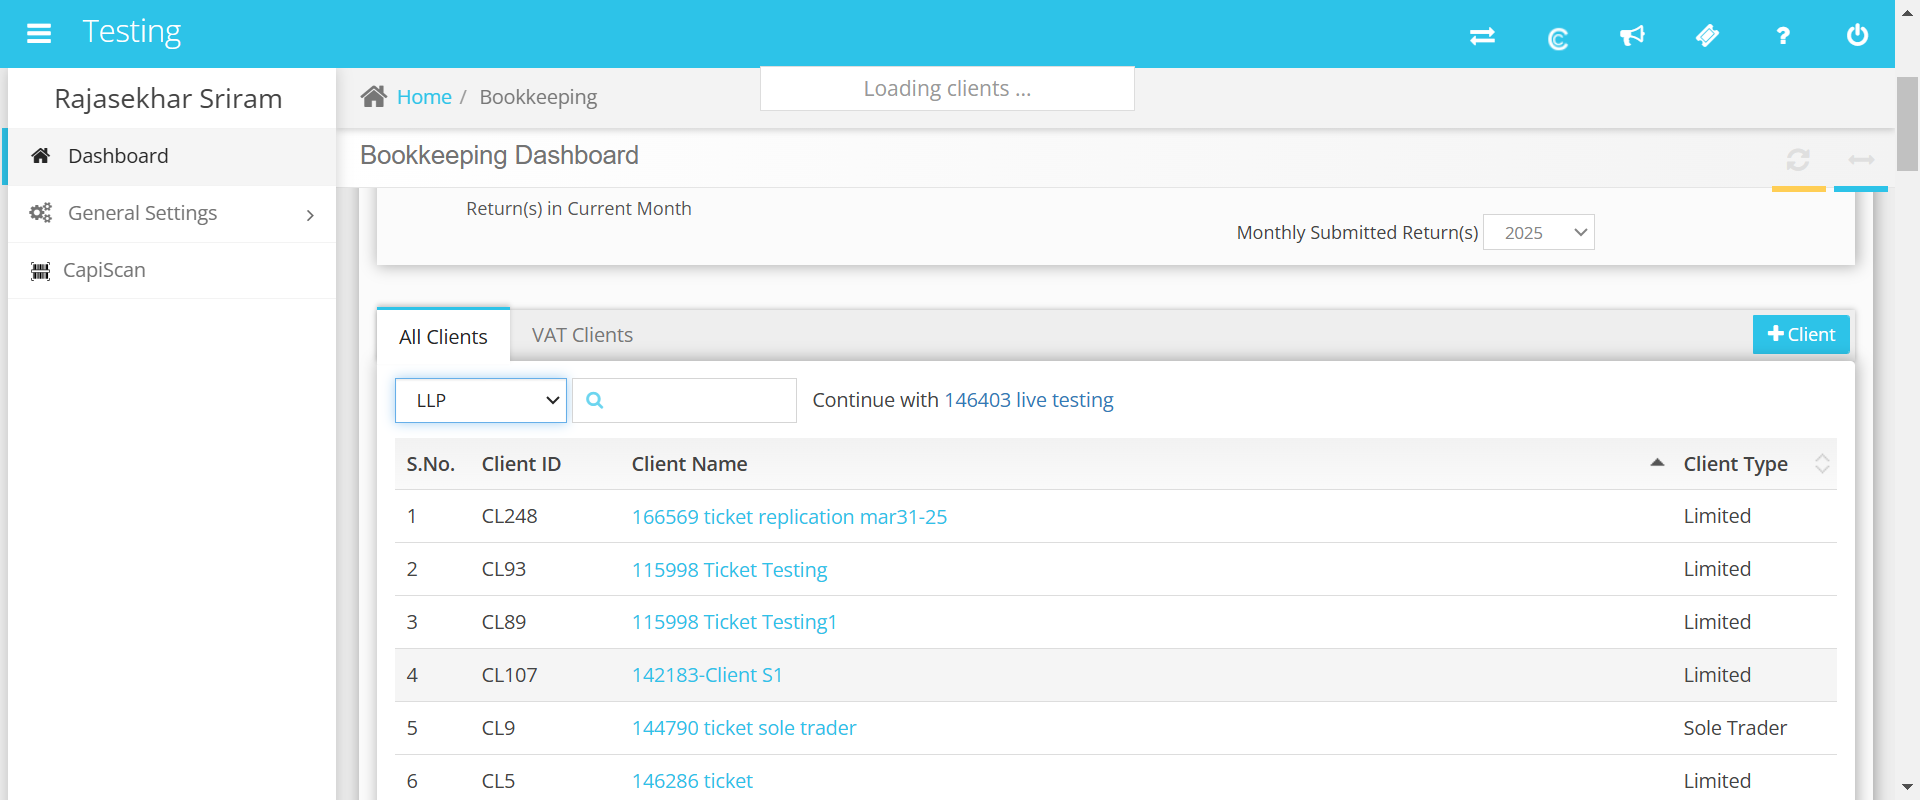 Testing
?
Rajasekhar Sriram
Home / Bookkeeping
Loading clients ...
Dashboard
Bookkeeping Dashboard
General Settings
CapiScan
Return(s) in Current Month
Monthly Submitted Return(s) 2025
All Clients VAT Clients + Client
LLP Continue with 146403 live testing
S.No. Client ID Client Name Client Type
1 CL248 166569 ticket replication mar31-25 Limited
2 CL93 115998 Ticket Testing Limited
3 CL89 115998 Ticket Testing1 Limited
4 CL107 142183-Client S1 Limited
5 CL9 144790 ticket sole trader Sole Trader
6 CL5 146286 ticket Limited